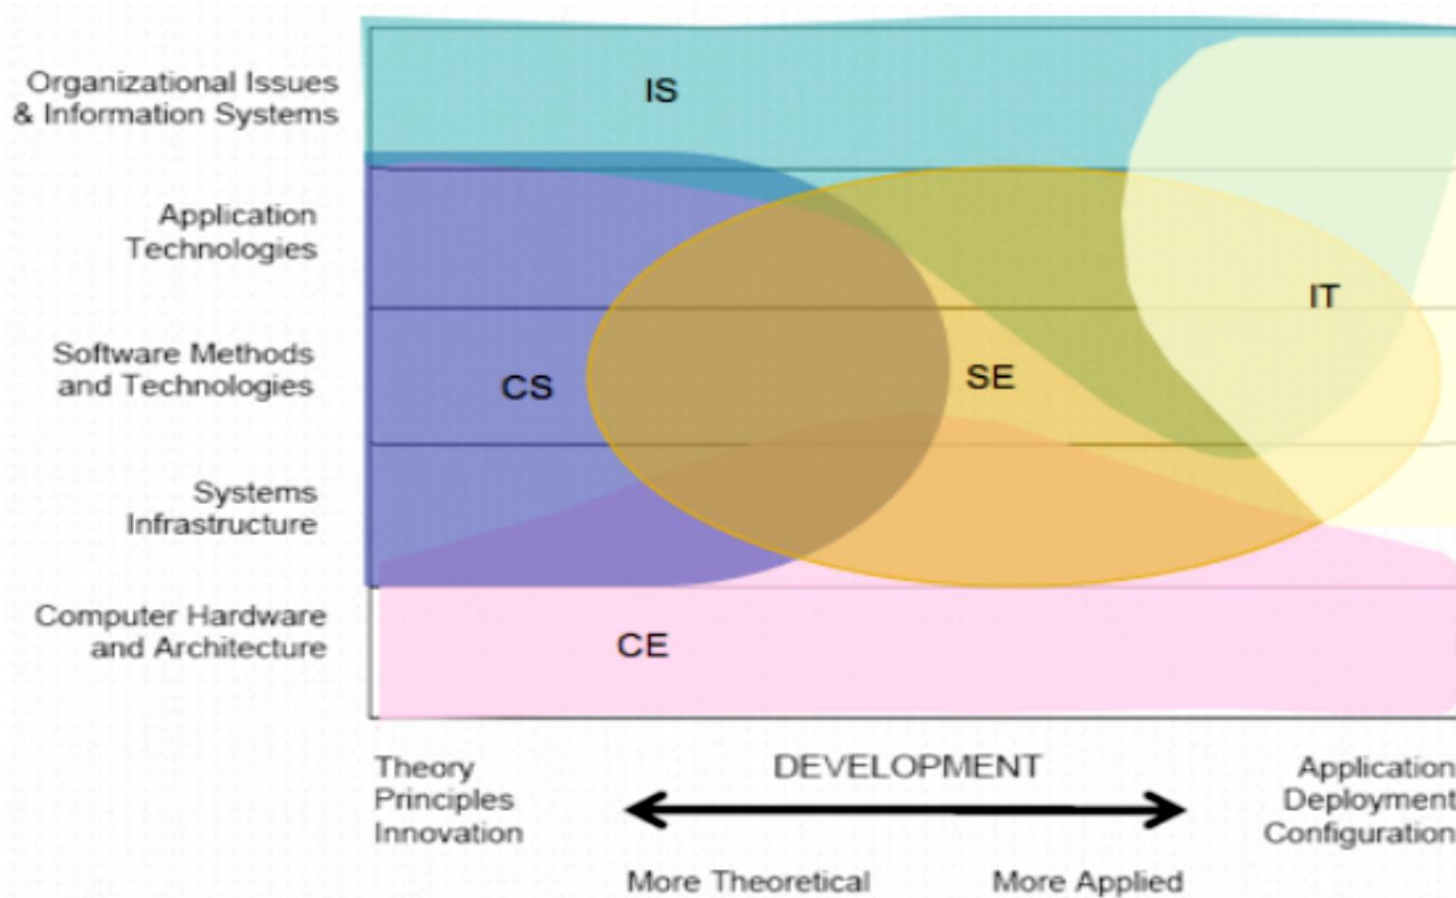 Organizational Issues
& Information Systems
IS
Application
Technologies
IT
Software Methods
and Technologies
CS
SE
Systems
Infrastructure
Computer Hardware
and Architecture
CE
Theory
Principles
Innovation
DEVELOPMENT
Application
Deployment
Configuration
More Theoretical
More Applied